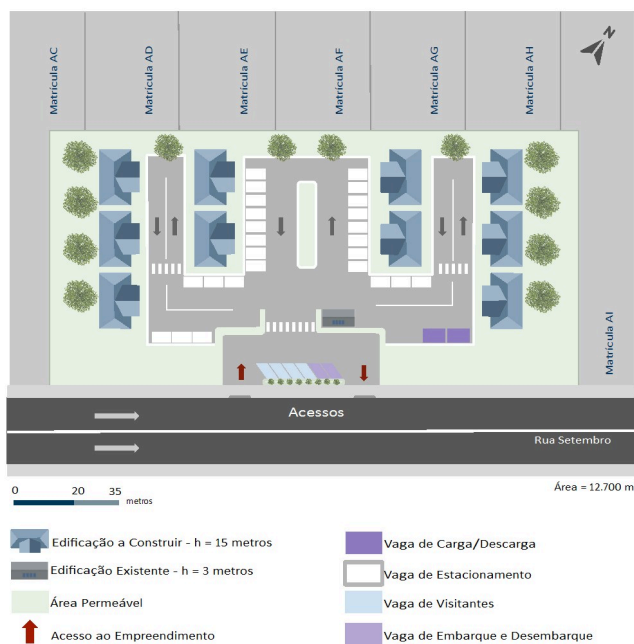 N
Matrícula AC
Matrícula AD
Matrícula AE
Matrícula AF
Matrícula AG
Matrícula AH
Matrícula AI
Acessos
Rua Setembro
0 20 35
metros
Área = 12.700 m
Edificação a Construir - h = 15 metros
Edificação Existente - h = 3 metros
Área Permeável
Acesso ao Empreendimento
Vaga de Carga/Descarga
Vaga de Estacionamento
Vaga de Visitantes
Vaga de Embarque e Desembarque